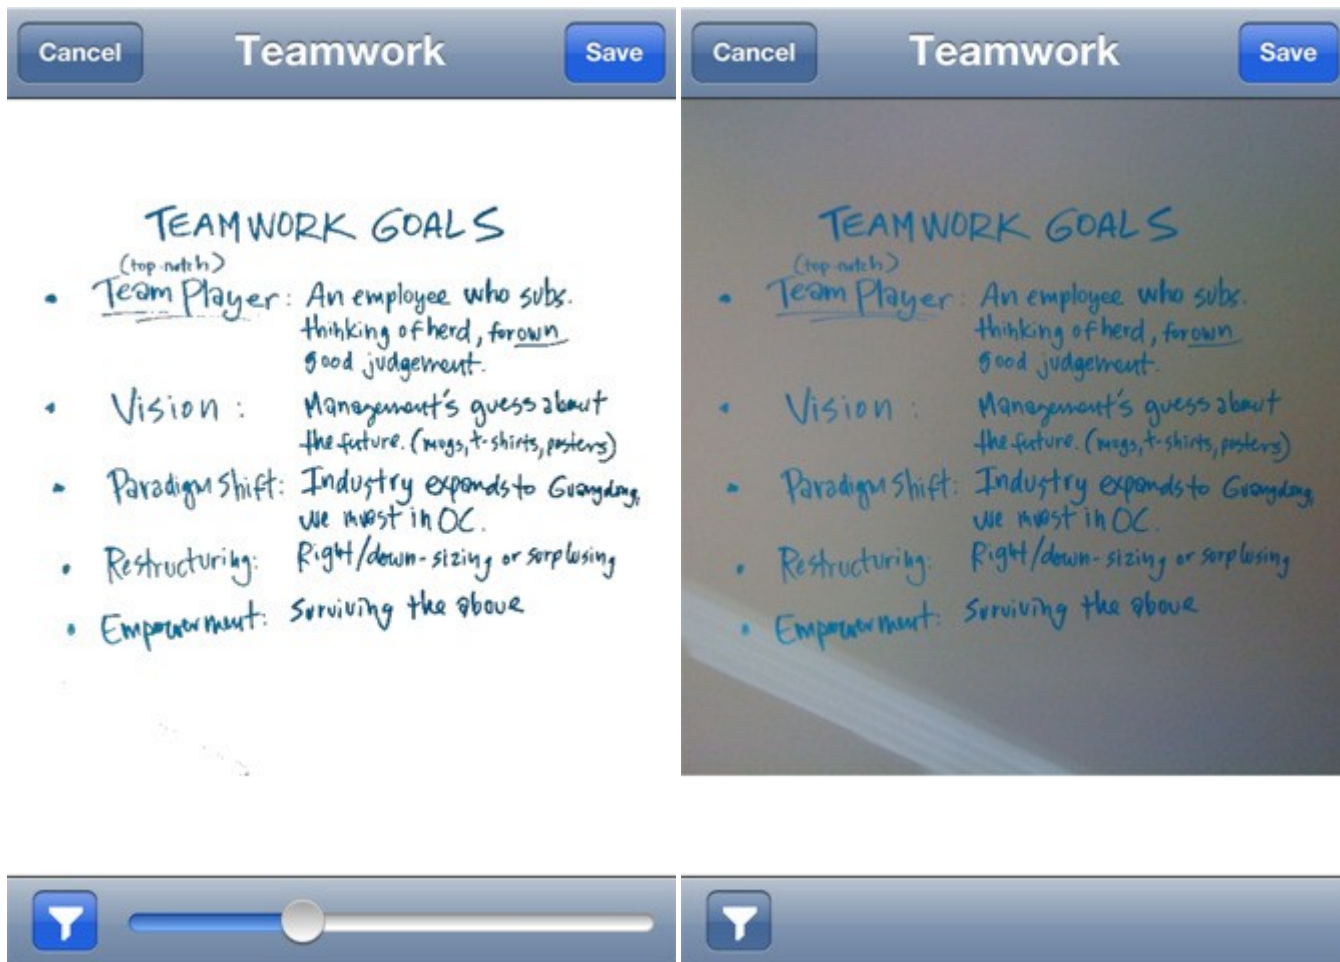 Cancel Teamwork Save
TEAMWORK GOALS
(top-notch)
• Team Player: An employee who subs.
thinking of herd, for own
good judgement.
• Vision: Management's guess about
the future. (mugs, t-shirts, posters)
• Paradigm Shift: Industry expands to Guangdong,
we must in OC.
• Restructuring: Right/down-sizing or surplusing
• Empowerment: Surviving the above
Cancel Teamwork Save
TEAMWORK GOALS
(top-notch)
• Team Player: An employee who subs.
thinking of herd, for own
good judgement.
• Vision: Management's guess about
the future. (mugs, t-shirts, posters)
• Paradigm Shift: Industry expands to Guangdong,
we must in OC.
• Restructuring: Right/down-sizing or surplusing
• Empowerment: Surviving the above